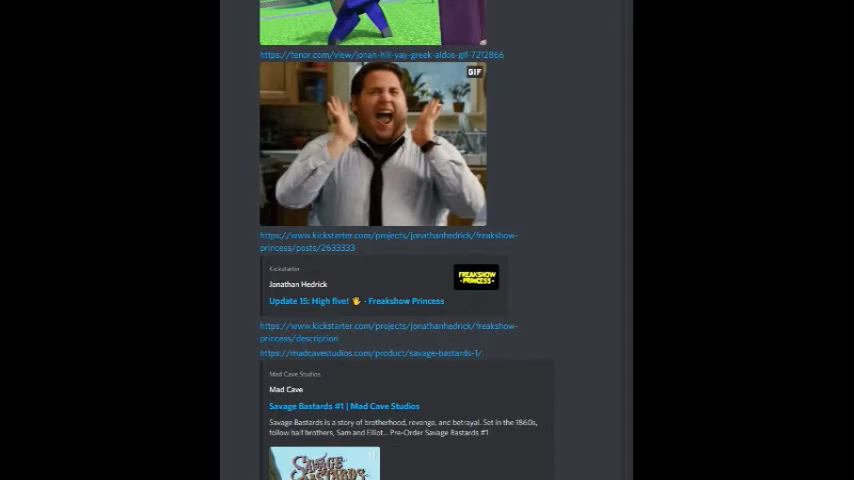 https://tenor.com/view/jonah-hill-yay-greek-aldos-gif-7212866
GIF
https://www.kickstarter.com/projects/jonathanhedrick/freakshow-
princess/posts/2633333
Kickstarter
Jonathan Hedrick
FREAKSHOW
PRINCESS
Update 15: High five! 🖐 - Freakshow Princess
https://www.kickstarter.com/projects/jonathanhedrick/freakshow-
princess/description
https://madcavestudios.com/product/savage-bastards-1/
Mad Cave Studios
Mad Cave
Savage Bastards #1 | Mad Cave Studios
Savage Bastards is a story of brotherhood, revenge, and betrayal. Set in the 1860s,
follow half brothers, Sam and Elliot... Pre-Order Savage Bastards #1
SAVAGE
BASTARDS